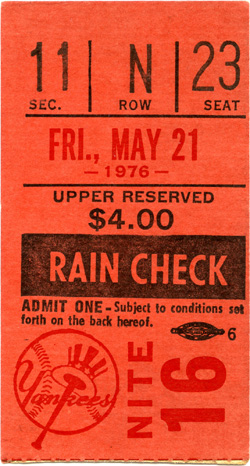 11 N 23
SEC. ROW SEAT
FRI., MAY 21
—1976—
UPPER RESERVED
$4.00
RAIN CHECK
ADMIT ONE - Subject to conditions set
forth on the back hereof.
6
Yankees
NITE
16